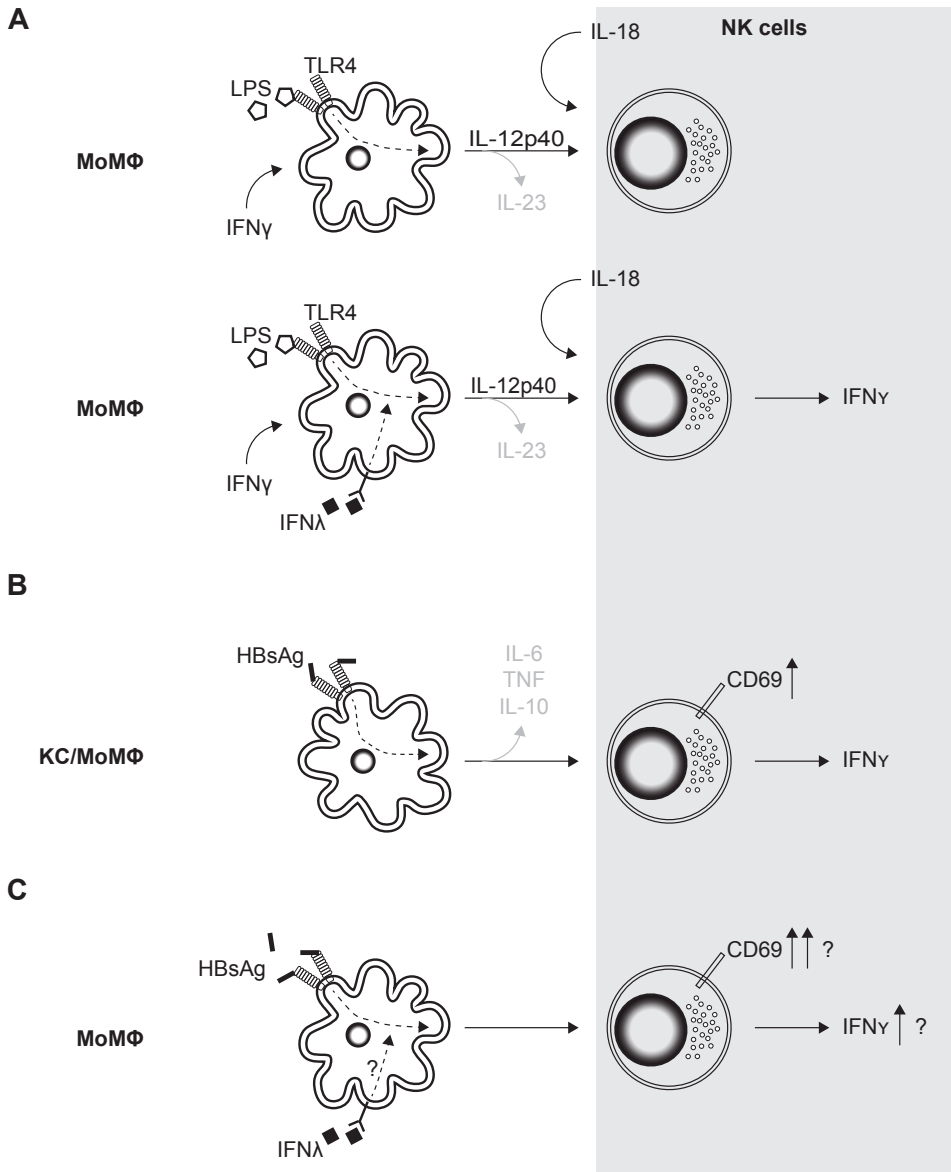 A
NK cells
IL-18
TLR4
LPS
IL-12p40
MoMΦ
IL-23
IFNγ
IL-18
TLR4
LPS
IL-12p40
IFNγ
MoMΦ
IL-23
IFNγ
IFNλ
B
HBsAg
IL-6
TNF
IL-10
CD69
KC/MoMΦ
IFNγ
C
CD69 ?
HBsAg
IFNγ ?
MoMΦ
?
IFNλ